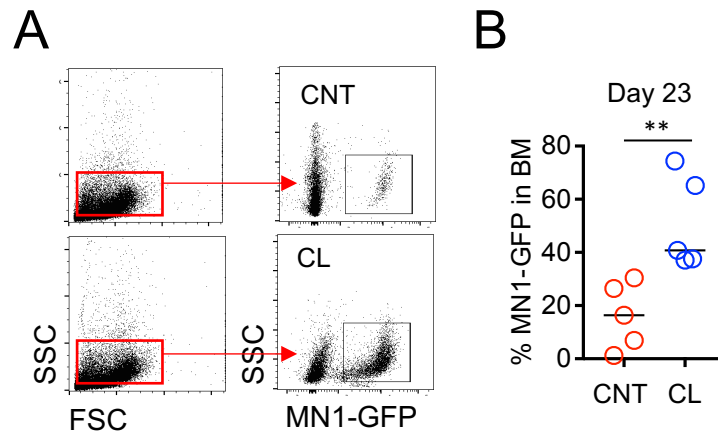 A
CNT
SSC
CL
SSC
FSC
MN1-GFP
B
Day 23
**
% MN1-GFP in BM
80
60
40
20
0
CNT CL